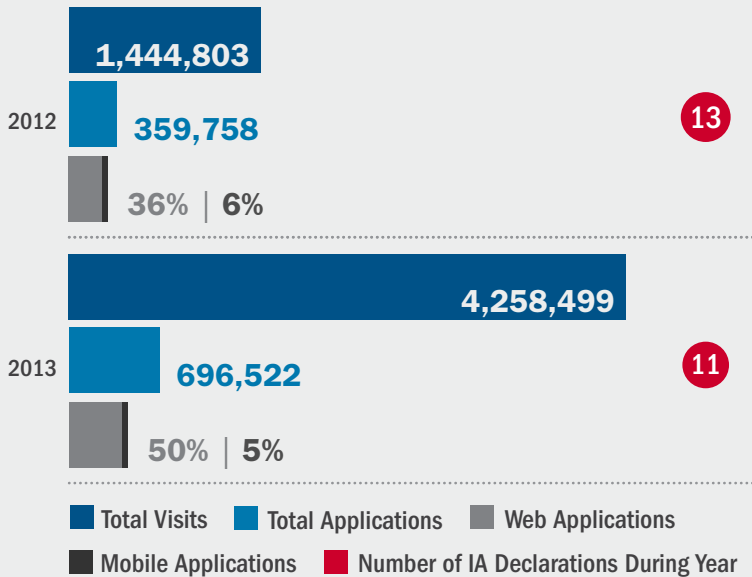 1,444,803
2012
359,758
13
36% | 6%
4,258,499
2013
696,522
11
50% | 5%
Total Visits Total Applications Web Applications
Mobile Applications Number of IA Declarations During Year